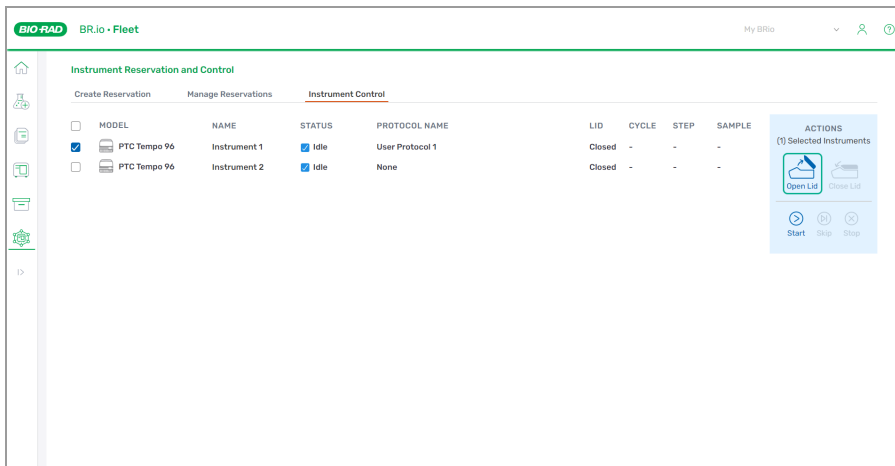 BIO-RAD BR.io • Fleet My BRio
Instrument Reservation and Control
Create Reservation Manage Reservations Instrument Control
MODEL NAME STATUS PROTOCOL NAME LID CYCLE STEP SAMPLE
PTC Tempo 96 Instrument 1 Idle User Protocol 1 Closed - - -
PTC Tempo 96 Instrument 2 Idle None Closed - - -
ACTIONS
(1) Selected Instruments
Open Lid Close Lid
Start Skip Stop